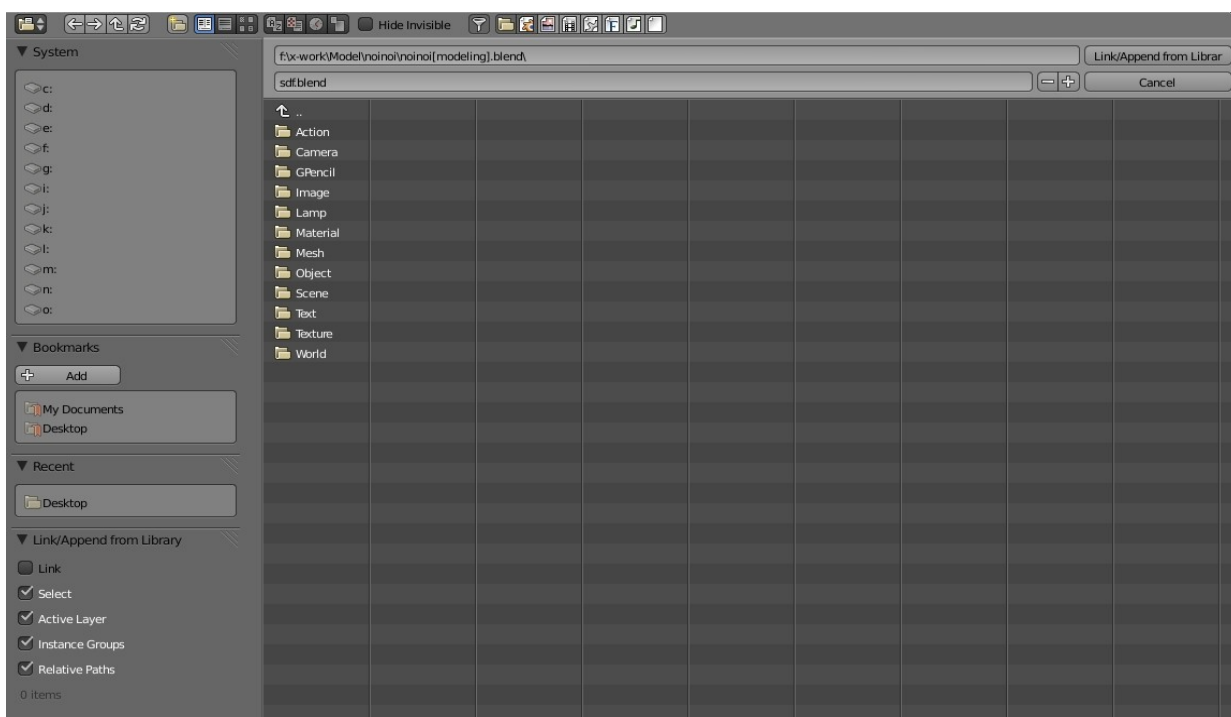 Hide Invisible
System
c:
d:
e:
f:
g:
i:
j:
k:
l:
m:
n:
o:
Bookmarks
Add
My Documents
Desktop
Recent
Desktop
Link/Append from Library
Link
Select
Active Layer
Instance Groups
Relative Paths
0 items
f:\x-work\Model\noinoi\noinoi[modeling].blend\
Link/Append from Librar
sdf.blend
Cancel
..
Action
Camera
GPencil
Image
Lamp
Material
Mesh
Object
Scene
Text
Texture
World